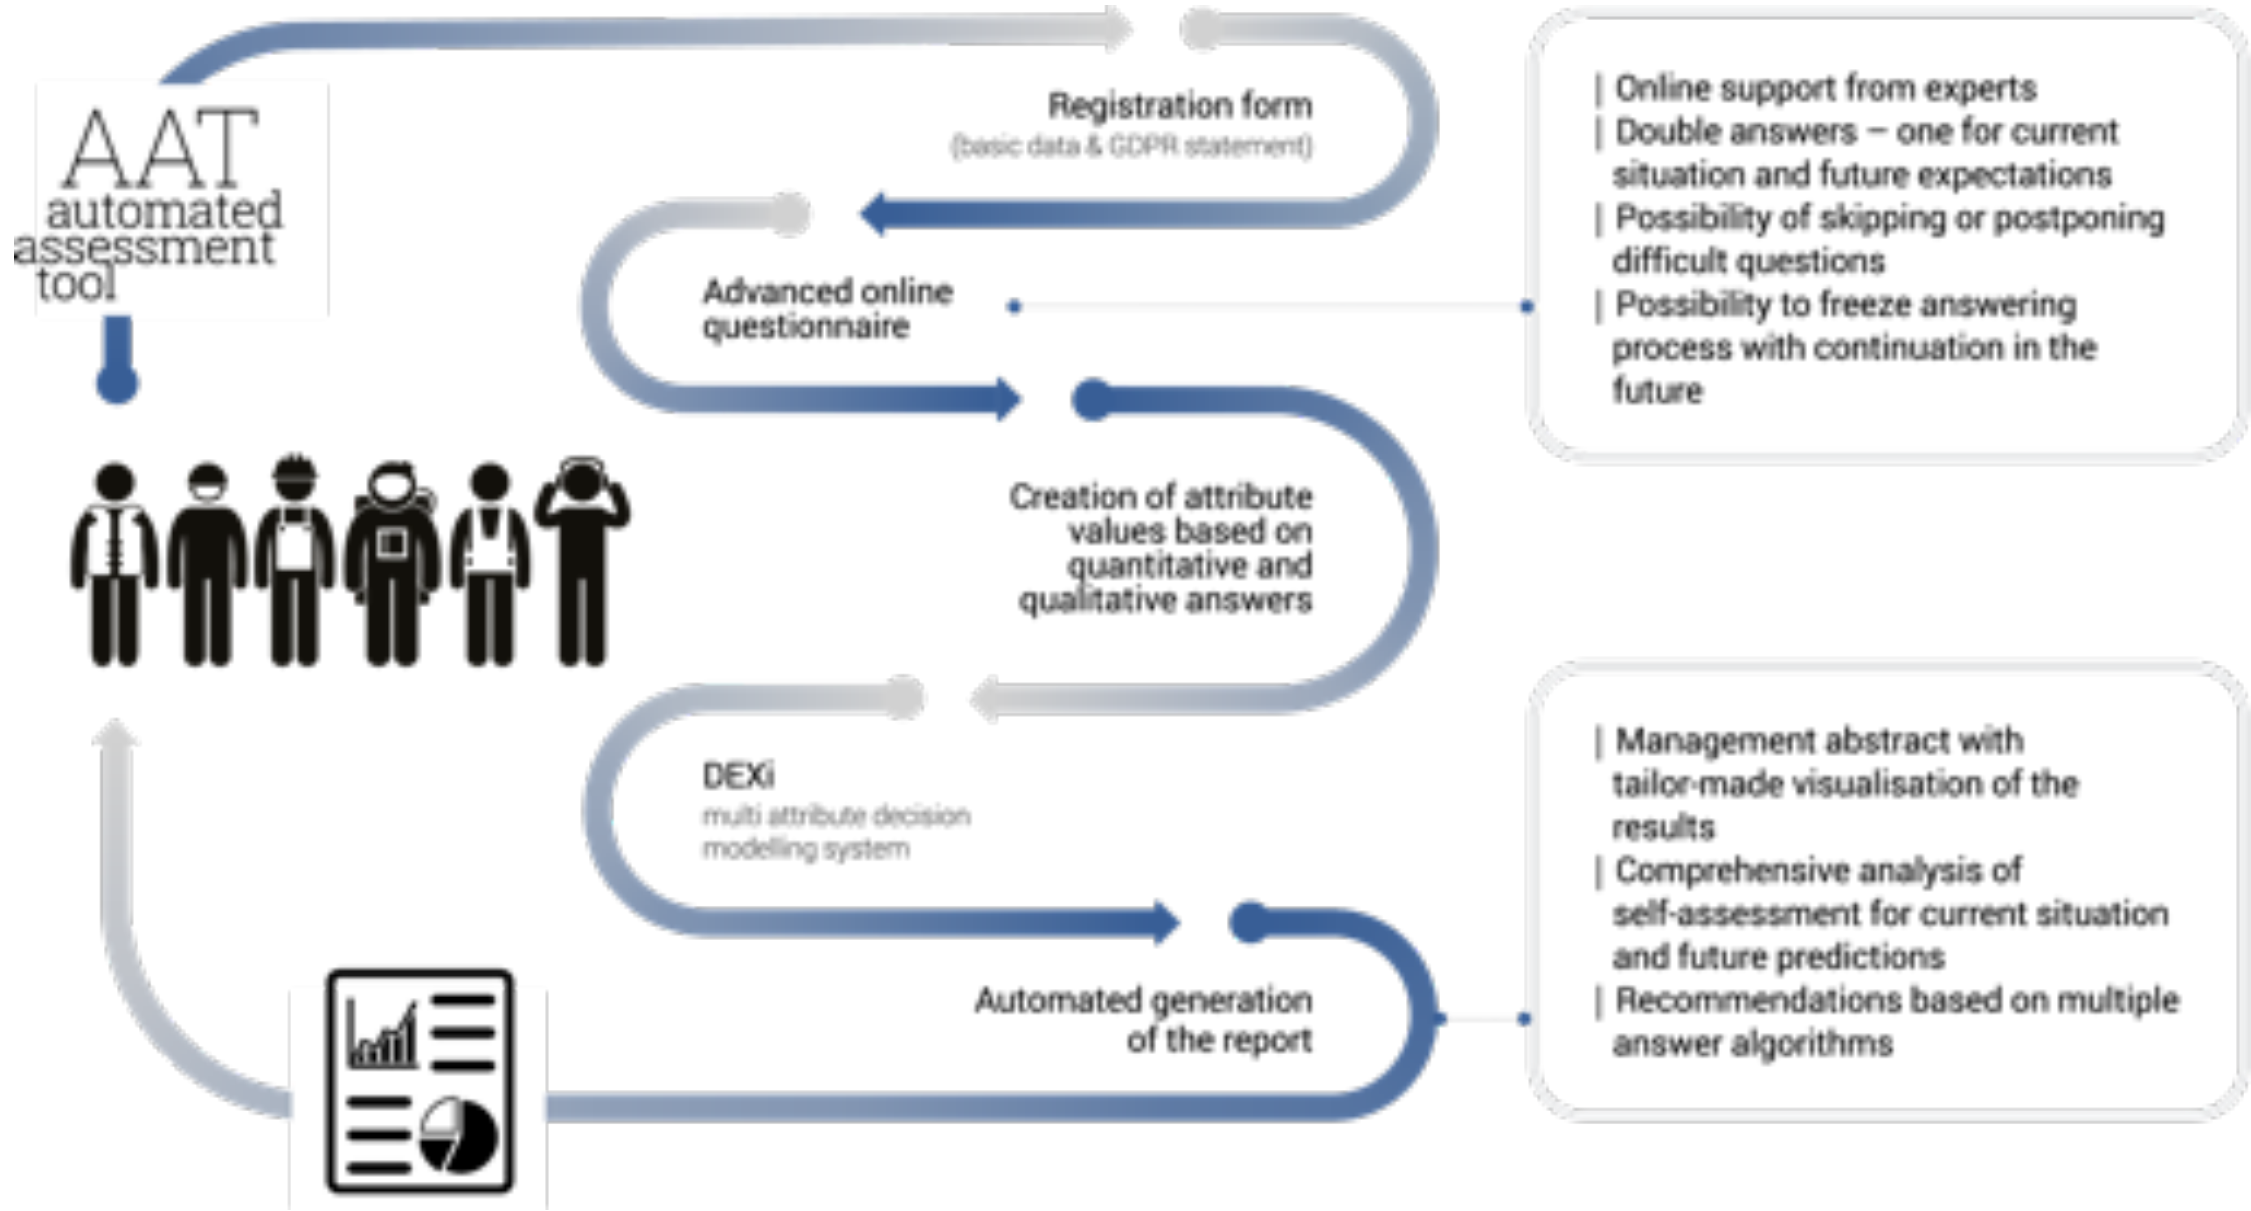 AAT
automated
assessment
tool
Registration form
(basic data & GDPR statement)
Advanced online
questionnaire
| Online support from experts
| Double answers – one for current
situation and future expectations
| Possibility of skipping or postponing
difficult questions
| Possibility to freeze answering
process with continuation in the
future
Creation of attribute
values based on
quantitative and
qualitative answers
DEXi
multi attribute decision
modelling system
Automated generation
of the report
| Management abstract with
tailor-made visualisation of the
results
| Comprehensive analysis of
self-assessment for current situation
and future predictions
| Recommendations based on multiple
answer algorithms